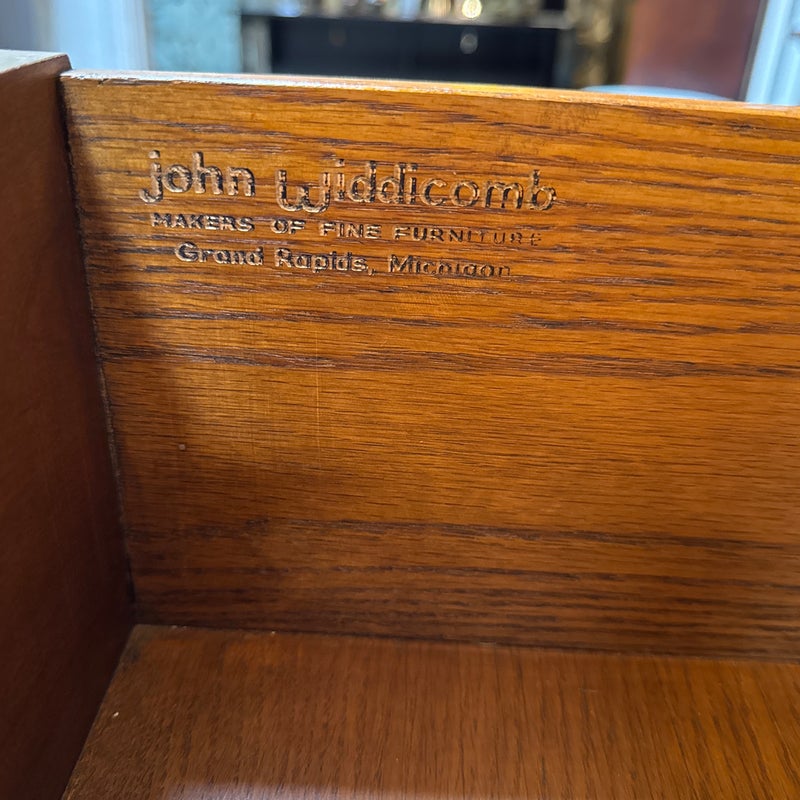 john Widdicomb
MAKERS OF FINE FURNITURE
Grand Rapids, Michigan